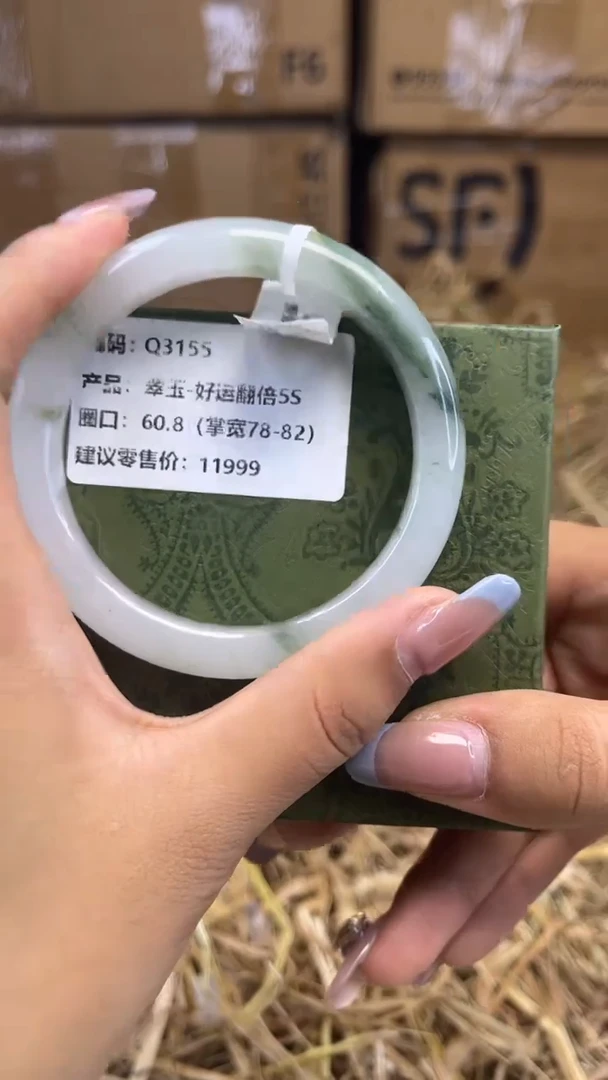 F6
SF)
码：Q3155
产品：翠玉-好运翻倍5S
圈口：60.8（掌宽78-82）
建议零售价：11999